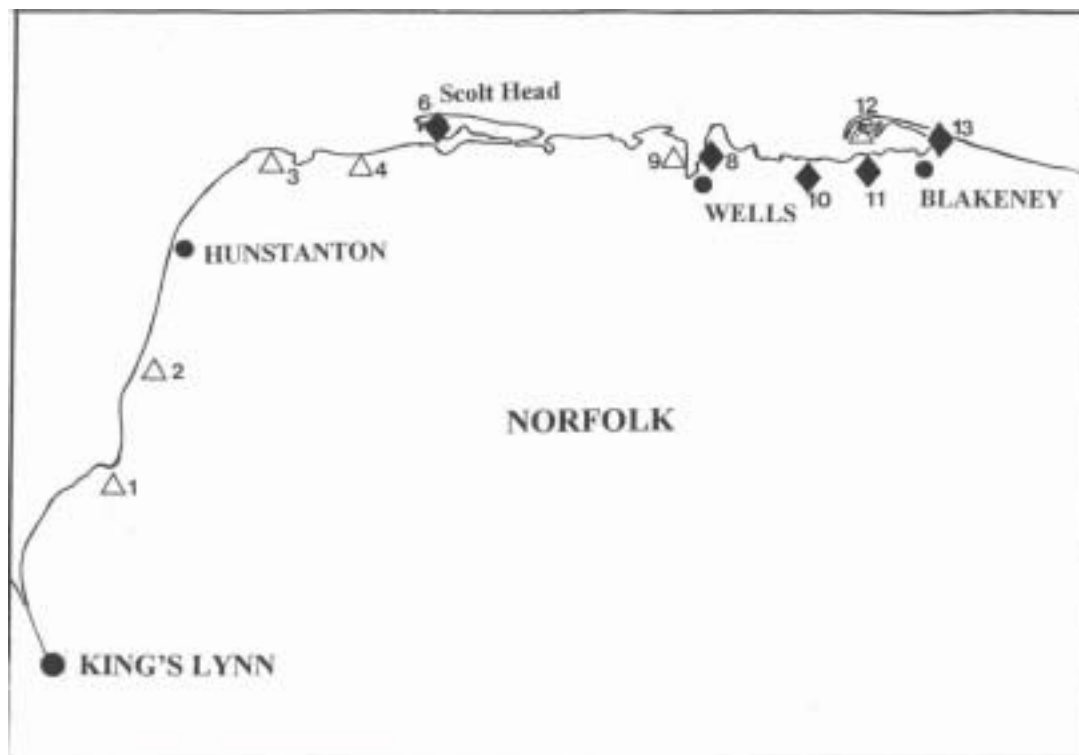 Scolt Head
6
12
13
3
4
9
8
10
11
WELLS
BLAKENEY
HUNSTANTON
2
NORFOLK
1
KING'S LYNN